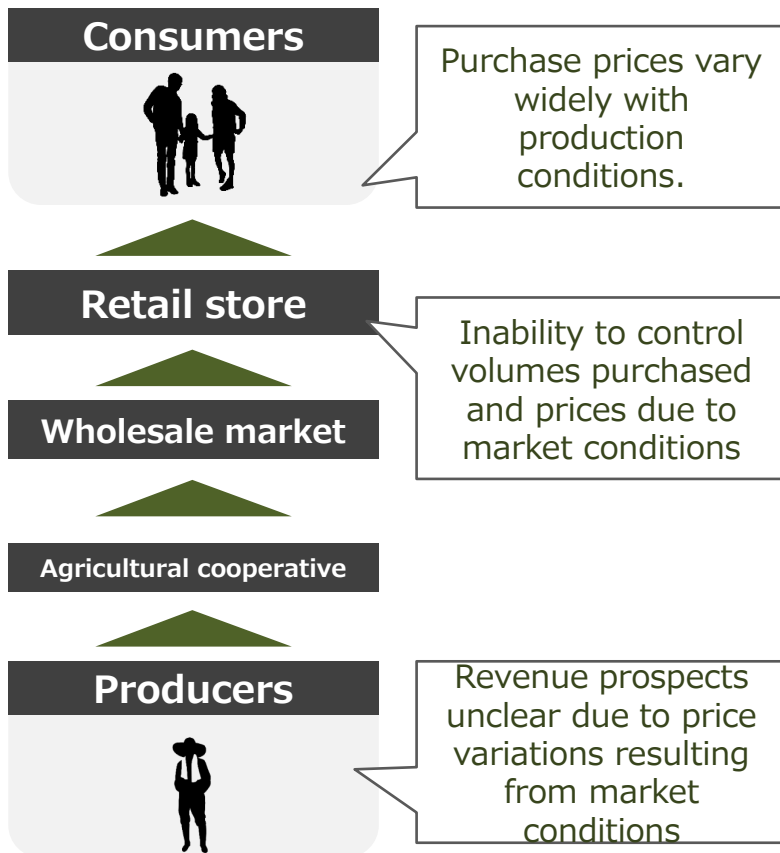 Consumers
Purchase prices vary
widely with
production
conditions.
Retail store
Inability to control
volumes purchased
and prices due to
market conditions
Wholesale market
Agricultural cooperative
Producers
Revenue prospects
unclear due to price
variations resulting
from market
conditions